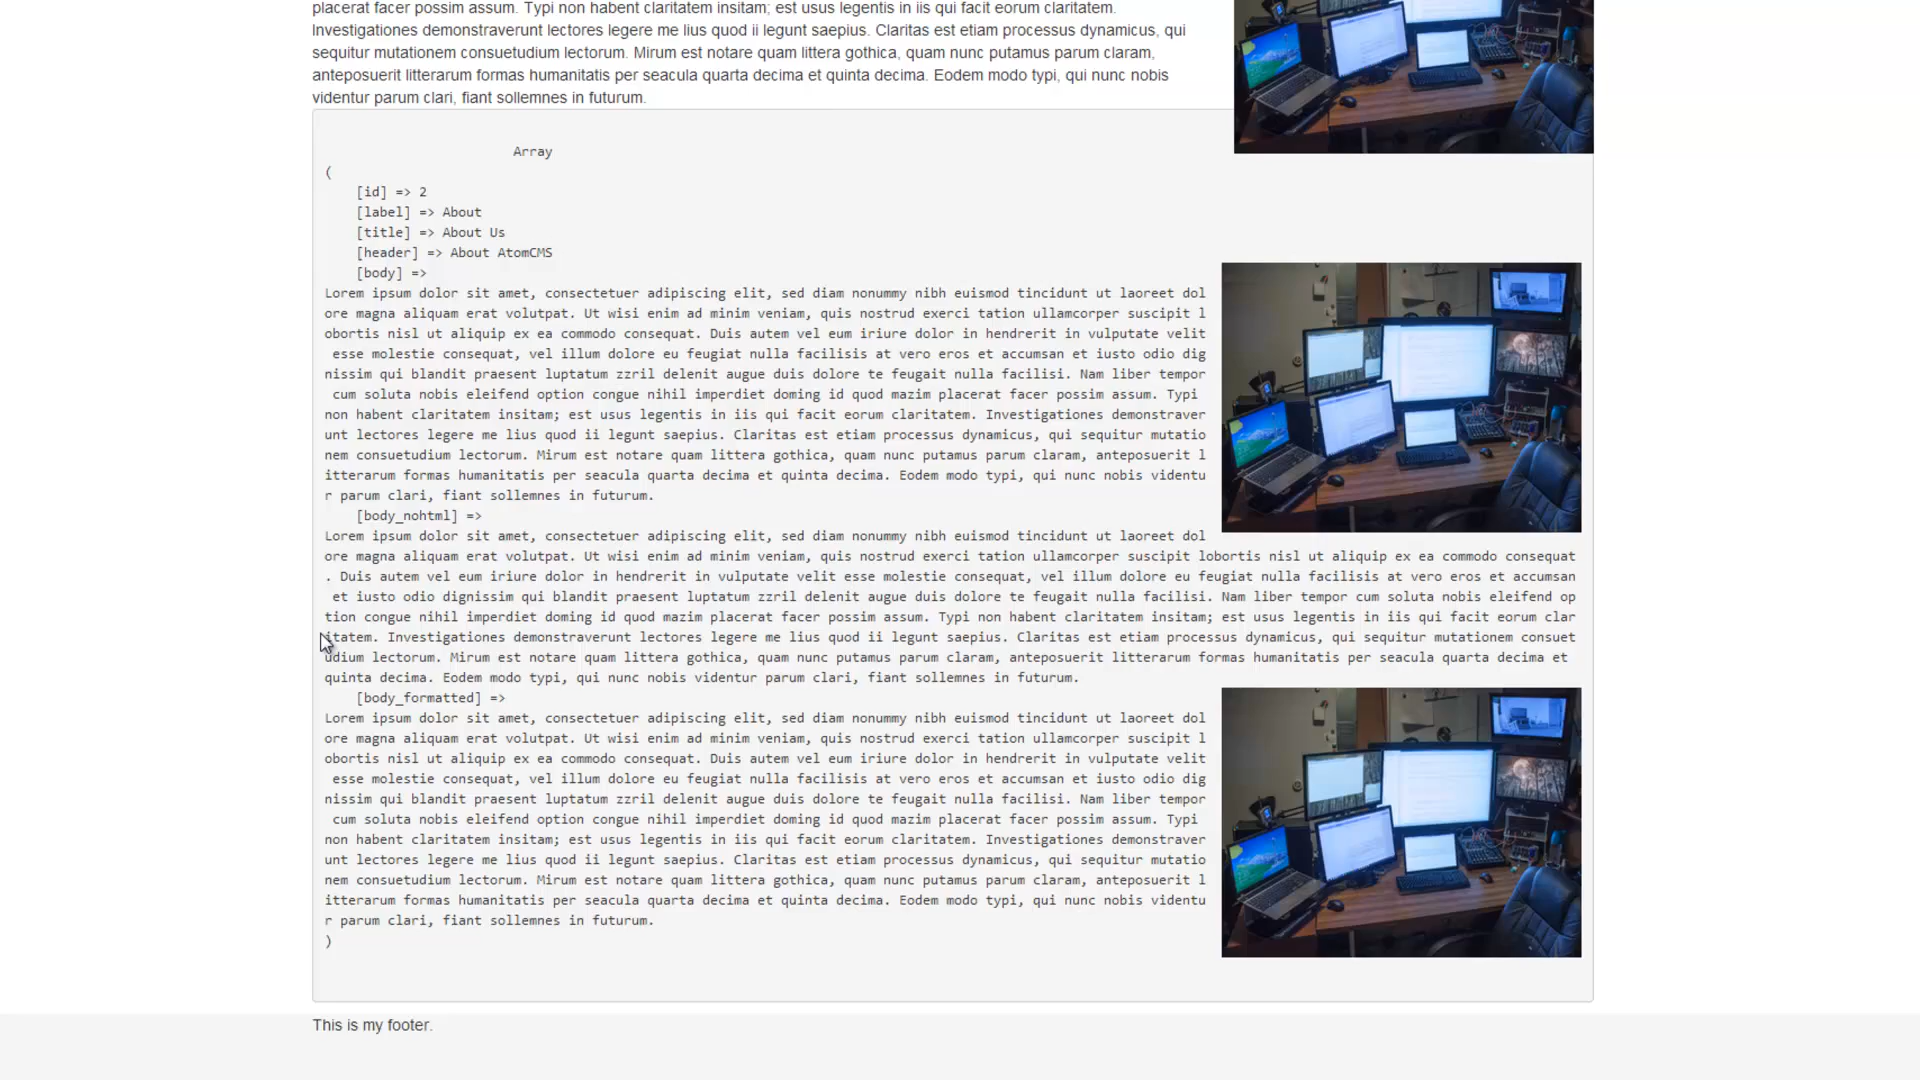 placerat facer possim assum. Typi non habent claritatem insitam; est usus legentis in iis qui facit eorum claritatem.
Investigationes demonstraverunt lectores legere me lius quod ii legunt saepius. Claritas est etiam processus dynamicus, qui
sequitur mutationem consuetudium lectorum. Mirum est notare quam littera gothica, quam nunc putamus parum claram,
anteposuerit litterarum formas humanitatis per seacula quarta decima et quinta decima. Eodem modo typi, qui nunc nobis
videntur parum clari, fiant sollemnes in futurum.
Array
(
[id] => 2
[label] => About
[title] => About Us
[header] => About AtomCMS
[body] =>
Lorem ipsum dolor sit amet, consectetuer adipiscing elit, sed diam nonummy nibh euismod tincidunt ut laoreet dol
ore magna aliquam erat volutpat. Ut wisi enim ad minim veniam, quis nostrud exerci tation ullamcorper suscipit l
obortis nisl ut aliquip ex ea commodo consequat. Duis autem vel eum iriure dolor in hendrerit in vulputate velit
esse molestie consequat, vel illum dolore eu feugiat nulla facilisis at vero eros et accumsan et iusto odio dig
nissim qui blandit praesent luptatum zzril delenit augue duis dolore te feugait nulla facilisi. Nam liber tempor
cum soluta nobis eleifend option congue nihil imperdiet doming id quod mazim placerat facer possim assum. Typi
non habent claritatem insitam; est usus legentis in iis qui facit eorum claritatem. Investigationes demonstraver
unt lectores legere me lius quod ii legunt saepius. Claritas est etiam processus dynamicus, qui sequitur mutatio
nem consuetudium lectorum. Mirum est notare quam littera gothica, quam nunc putamus parum claram, anteposuerit l
itterarum formas humanitatis per seacula quarta decima et quinta decima. Eodem modo typi, qui nunc nobis videntu
r parum clari, fiant sollemnes in futurum.
[body_nohtml] =>
Lorem ipsum dolor sit amet, consectetuer adipiscing elit, sed diam nonummy nibh euismod tincidunt ut laoreet dol
ore magna aliquam erat volutpat. Ut wisi enim ad minim veniam, quis nostrud exerci tation ullamcorper suscipit lobortis nisl ut aliquip ex ea commodo consequat
. Duis autem vel eum iriure dolor in hendrerit in vulputate velit esse molestie consequat, vel illum dolore eu feugiat nulla facilisis at vero eros et accumsan
et iusto odio dignissim qui blandit praesent luptatum zzril delenit augue duis dolore te feugait nulla facilisi. Nam liber tempor cum soluta nobis eleifend op
tion congue nihil imperdiet doming id quod mazim placerat facer possim assum. Typi non habent claritatem insitam; est usus legentis in iis qui facit eorum clar
itatem. Investigationes demonstraverunt lectores legere me lius quod ii legunt saepius. Claritas est etiam processus dynamicus, qui sequitur mutationem consuet
udium lectorum. Mirum est notare quam littera gothica, quam nunc putamus parum claram, anteposuerit litterarum formas humanitatis per seacula quarta decima et
quinta decima. Eodem modo typi, qui nunc nobis videntur parum clari, fiant sollemnes in futurum.
[body_formatted] =>
Lorem ipsum dolor sit amet, consectetuer adipiscing elit, sed diam nonummy nibh euismod tincidunt ut laoreet dol
ore magna aliquam erat volutpat. Ut wisi enim ad minim veniam, quis nostrud exerci tation ullamcorper suscipit l
obortis nisl ut aliquip ex ea commodo consequat. Duis autem vel eum iriure dolor in hendrerit in vulputate velit
esse molestie consequat, vel illum dolore eu feugiat nulla facilisis at vero eros et accumsan et iusto odio dig
nissim qui blandit praesent luptatum zzril delenit augue duis dolore te feugait nulla facilisi. Nam liber tempor
cum soluta nobis eleifend option congue nihil imperdiet doming id quod mazim placerat facer possim assum. Typi
non habent claritatem insitam; est usus legentis in iis qui facit eorum claritatem. Investigationes demonstraver
unt lectores legere me lius quod ii legunt saepius. Claritas est etiam processus dynamicus, qui sequitur mutatio
nem consuetudium lectorum. Mirum est notare quam littera gothica, quam nunc putamus parum claram, anteposuerit l
itterarum formas humanitatis per seacula quarta decima et quinta decima. Eodem modo typi, qui nunc nobis videntu
r parum clari, fiant sollemnes in futurum.
)
This is my footer.